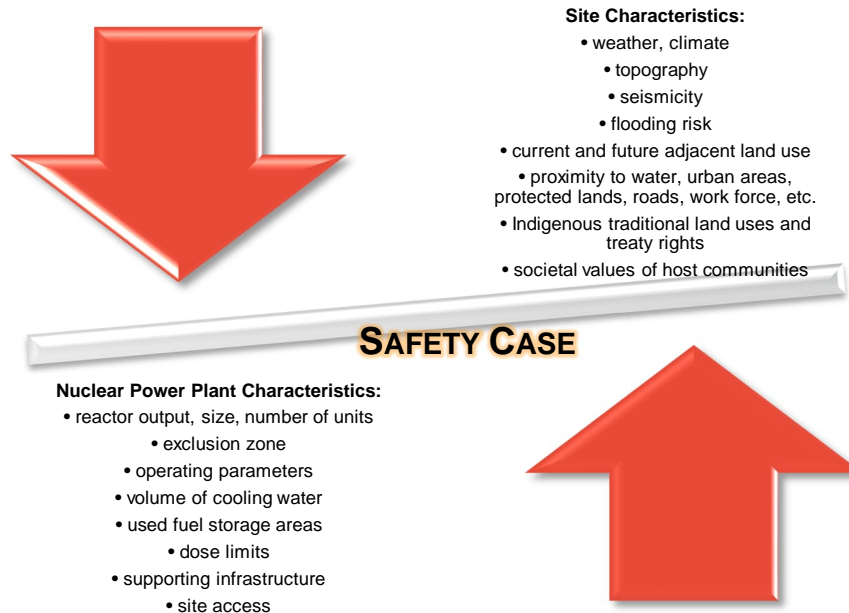 Site Characteristics:
• weather, climate
• topography
• seismicity
• flooding risk
• current and future adjacent land use
• proximity to water, urban areas,
protected lands, roads, work force, etc.
• Indigenous traditional land uses and
treaty rights
• societal values of host communities
SAFETY CASE
Nuclear Power Plant Characteristics:
• reactor output, size, number of units
• exclusion zone
• operating parameters
• volume of cooling water
• used fuel storage areas
• dose limits
• supporting infrastructure
• site access